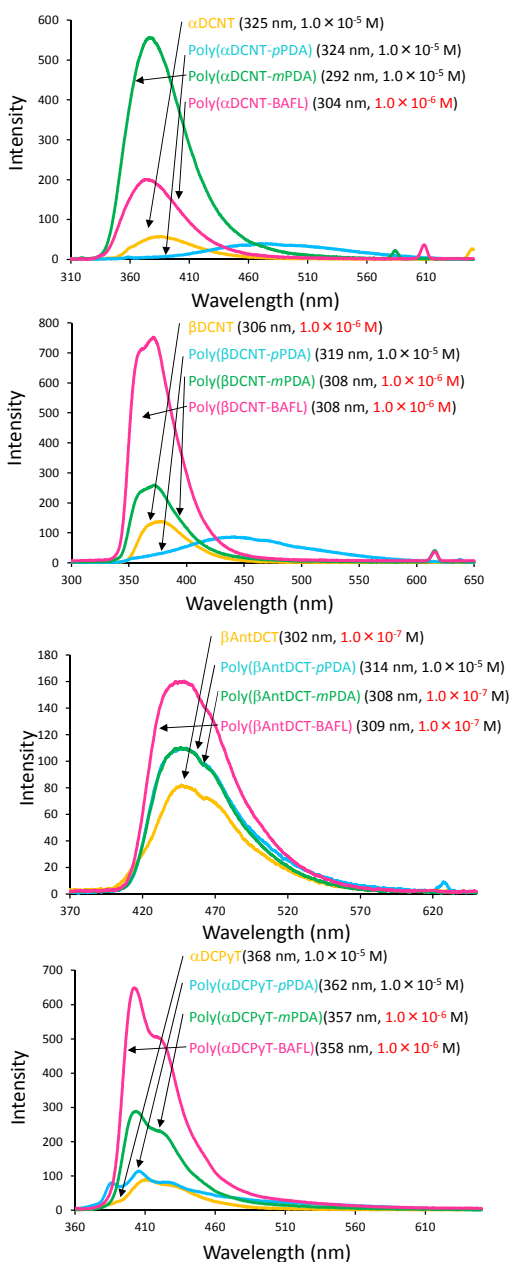 αDCNT (325 nm, 1.0 × 10⁻⁵ M)
Poly(αDCNT-pPDA) (324 nm, 1.0 × 10⁻⁵ M)
Poly(αDCNT-mPDA) (292 nm, 1.0 × 10⁻⁵ M)
Poly(αDCNT-BAFL) (304 nm, 1.0 × 10⁻⁶ M)
600
500
400
300
200
100
0
Intensity
310 360 410 460 510 560 610
Wavelength (nm)
βDCNT (306 nm, 1.0 × 10⁻⁶ M)
Poly(βDCNT-pPDA) (319 nm, 1.0 × 10⁻⁵ M)
Poly(βDCNT-mPDA) (308 nm, 1.0 × 10⁻⁶ M)
Poly(βDCNT-BAFL) (308 nm, 1.0 × 10⁻⁶ M)
800
700
600
500
400
300
200
100
0
Intensity
300 350 400 450 500 550 600 650
Wavelength (nm)
βAntDCT(302 nm, 1.0 × 10⁻⁷ M)
Poly(βAntDCT-pPDA)(314 nm, 1.0 × 10⁻⁵ M)
Poly(βAntDCT-mPDA) (308 nm, 1.0 × 10⁻⁷ M)
Poly(βAntDCT-BAFL) (309 nm, 1.0 × 10⁻⁷ M)
180
160
140
120
100
80
60
40
20
0
Intensity
370 420 470 520 570 620
Wavelength (nm)
αDCPyT(368 nm, 1.0 × 10⁻⁵ M)
Poly(αDCPyT-pPDA)(362 nm, 1.0 × 10⁻⁵ M)
Poly(αDCPyT-mPDA)(357 nm, 1.0 × 10⁻⁶ M)
Poly(αDCPyT-BAFL)(358 nm, 1.0 × 10⁻⁶ M)
700
600
500
400
300
200
100
0
Intensity
360 410 460 510 560 610
Wavelength (nm)